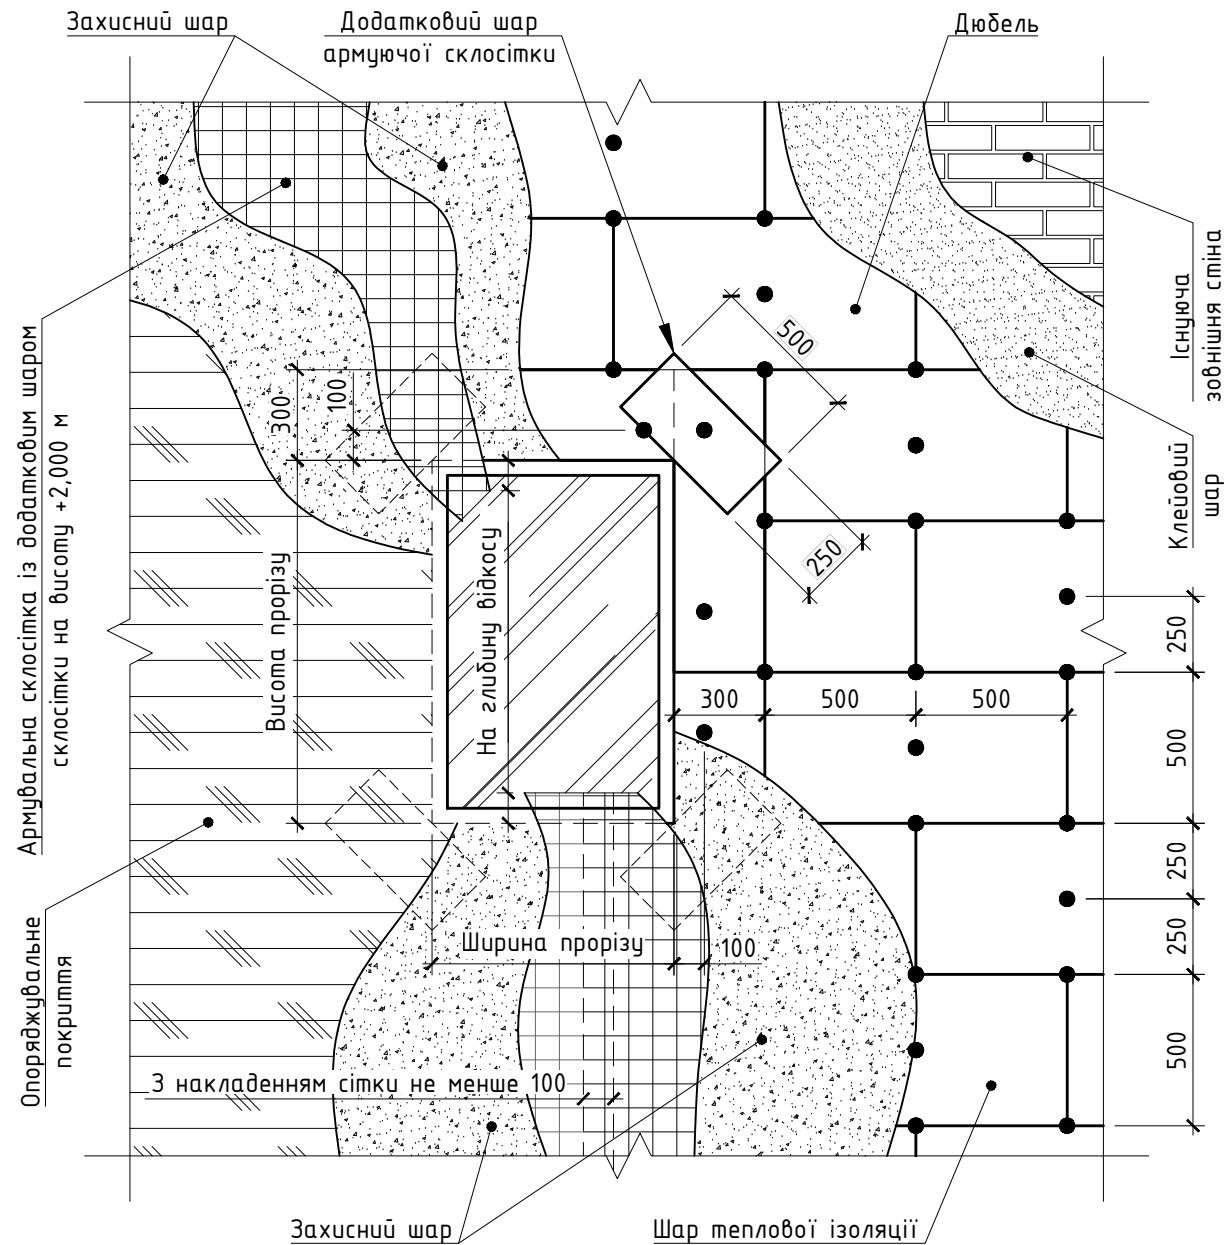 Захисний шар
Додатковий шар
армуючої склосітки
Дюбель
Існуюча
зовнішня стіна
Клейовий
шар
Армувальна склосітка із додатковим шаром
склосітки на висоту +2,000 м
Опоряджувальне
покриття
300
100
500
250
Висота прорізу
На глибину відкосу
300
500
500
250
500
250
250
500
Ширина прорізу
100
З накладенням сітки не менше 100
Захисний шар
Шар теплової ізоляції